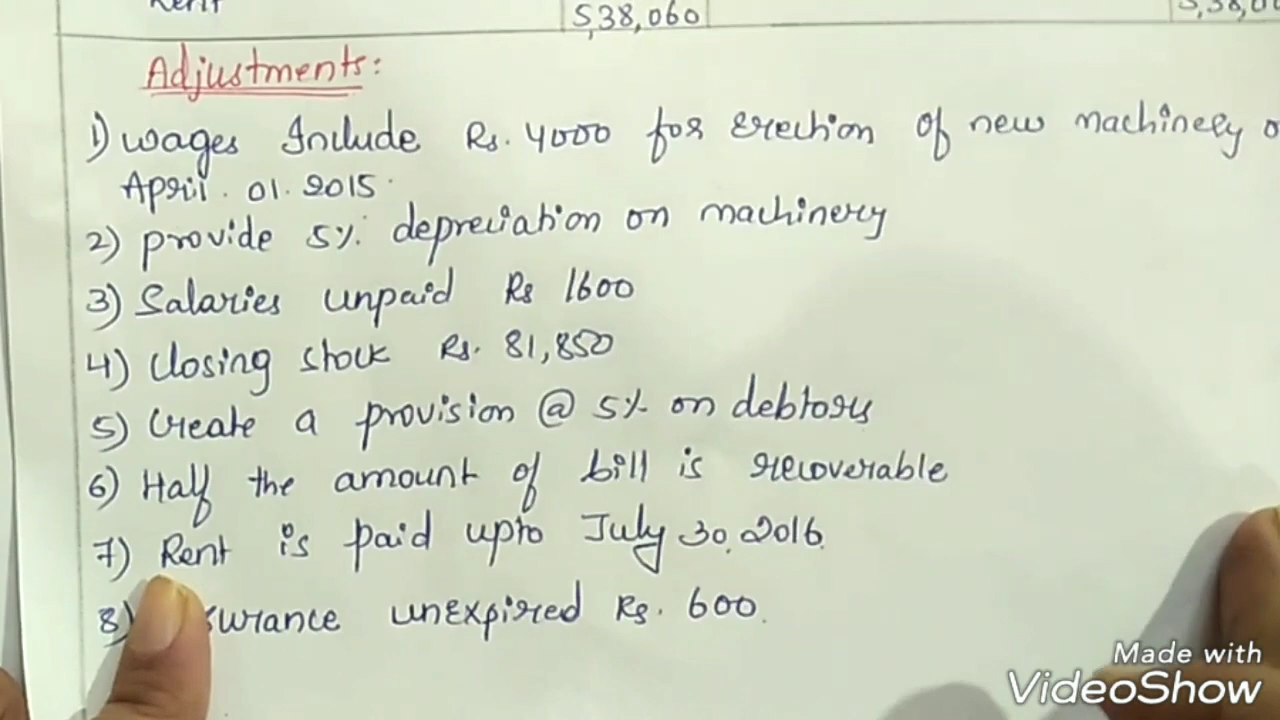 Rent 5,38,060
Adjustments:
1) wages Include Rs. 4000 for Erection of new machinery
April. 01. 2015.
2) provide 5% depreciation on machinery
3) Salaries unpaid Rs 1600
4) closing stock Rs. 81,850
5) Create a provision @ 5% on debtors
6) Half the amount of bill is recoverable
7) Rent is paid upto July 30. 2016.
8) unexpired Rs. 600.
Made with
VideoShow